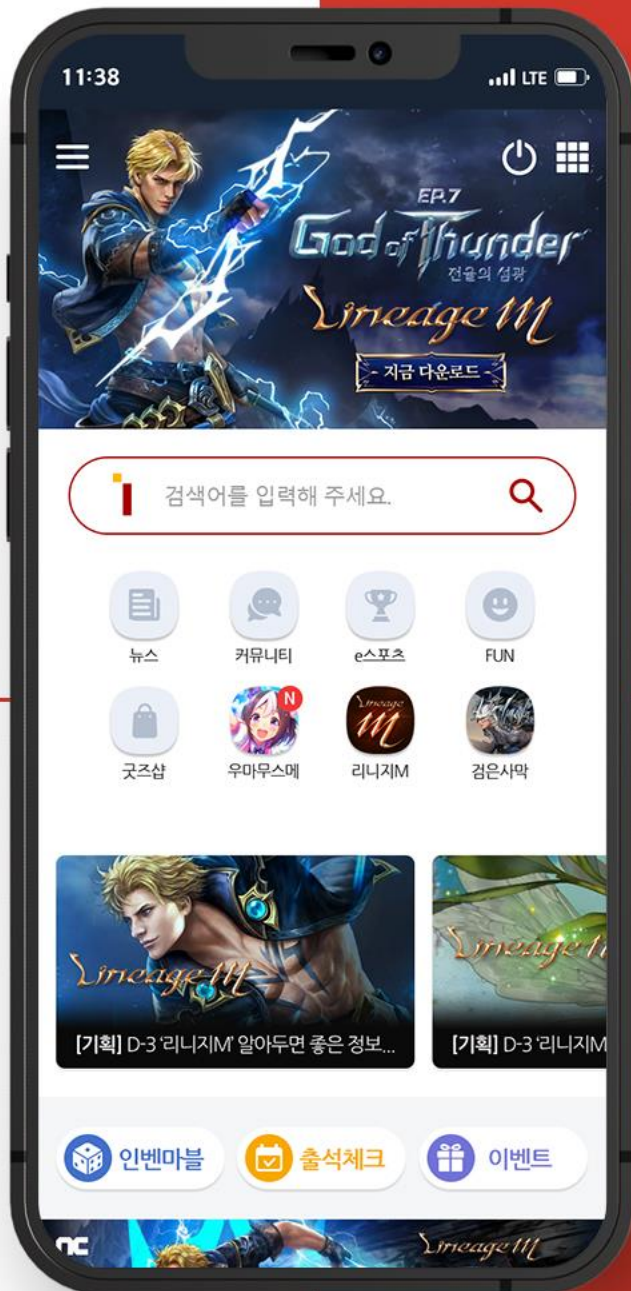 11:38
LTE
EP.7
God of Thunder
전율의 섬광
Lineage M
지금 다운로드
검색어를 입력해 주세요.
뉴스
커뮤니티
e스포츠
FUN
N
Lineage
M
굿즈샵
우마무스메
리니지M
검은사막
Lineage M
Lineage M
[기획] D-3 '리니지M' 알아두면 좋은 정보...
[기획] D-3 '리니지M
인벤마블
출석체크
이벤트
nc
Lineage M